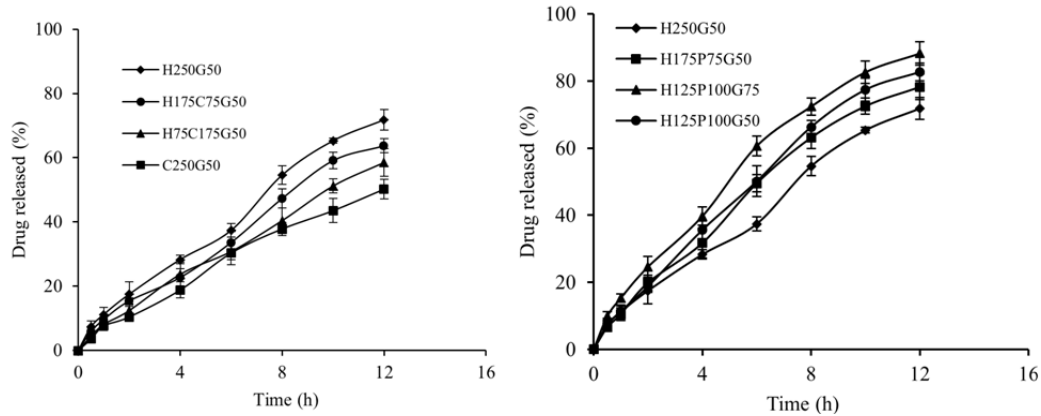 100
80
60
40
20
0
Drug released (%)
H250G50
H175C75G50
H75C175G50
C250G50
0 4 8 12 16
Time (h)
100
80
60
40
20
0
Drug released (%)
H250G50
H175P75G50
H125P100G75
H125P100G50
0 4 8 12 16
Time (h)